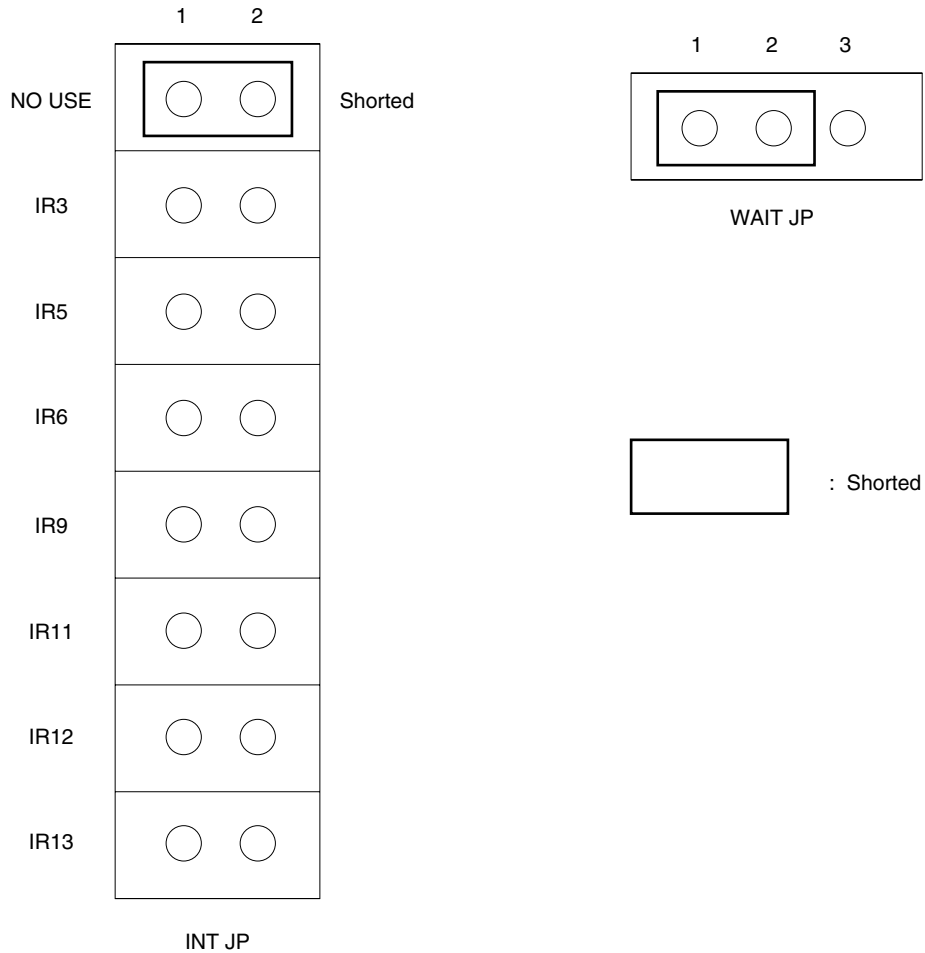 1 2
NO USE
Shorted
IR3
IR5
IR6
IR9
IR11
IR12
IR13
INT JP
1 2 3
WAIT JP
: Shorted